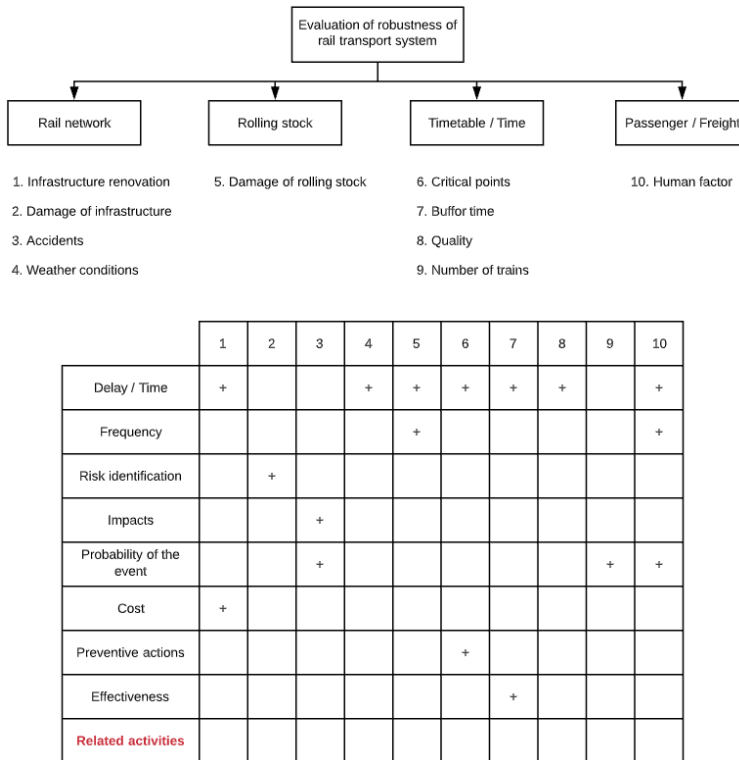 Evaluation of robustness of
rail transport system
Rail network
Rolling stock
Timetable / Time
Passenger / Freight
1. Infrastructure renovation
2. Damage of infrastructure
3. Accidents
4. Weather conditions
5. Damage of rolling stock
6. Critical points
7. Buffor time
8. Quality
9. Number of trains
10. Human factor
1 2 3 4 5 6 7 8 9 10
Delay / Time + + + + + + +
Frequency + +
Risk identification +
Impacts +
Probability of the
event + + +
Cost +
Preventive actions +
Effectiveness +
Related activities